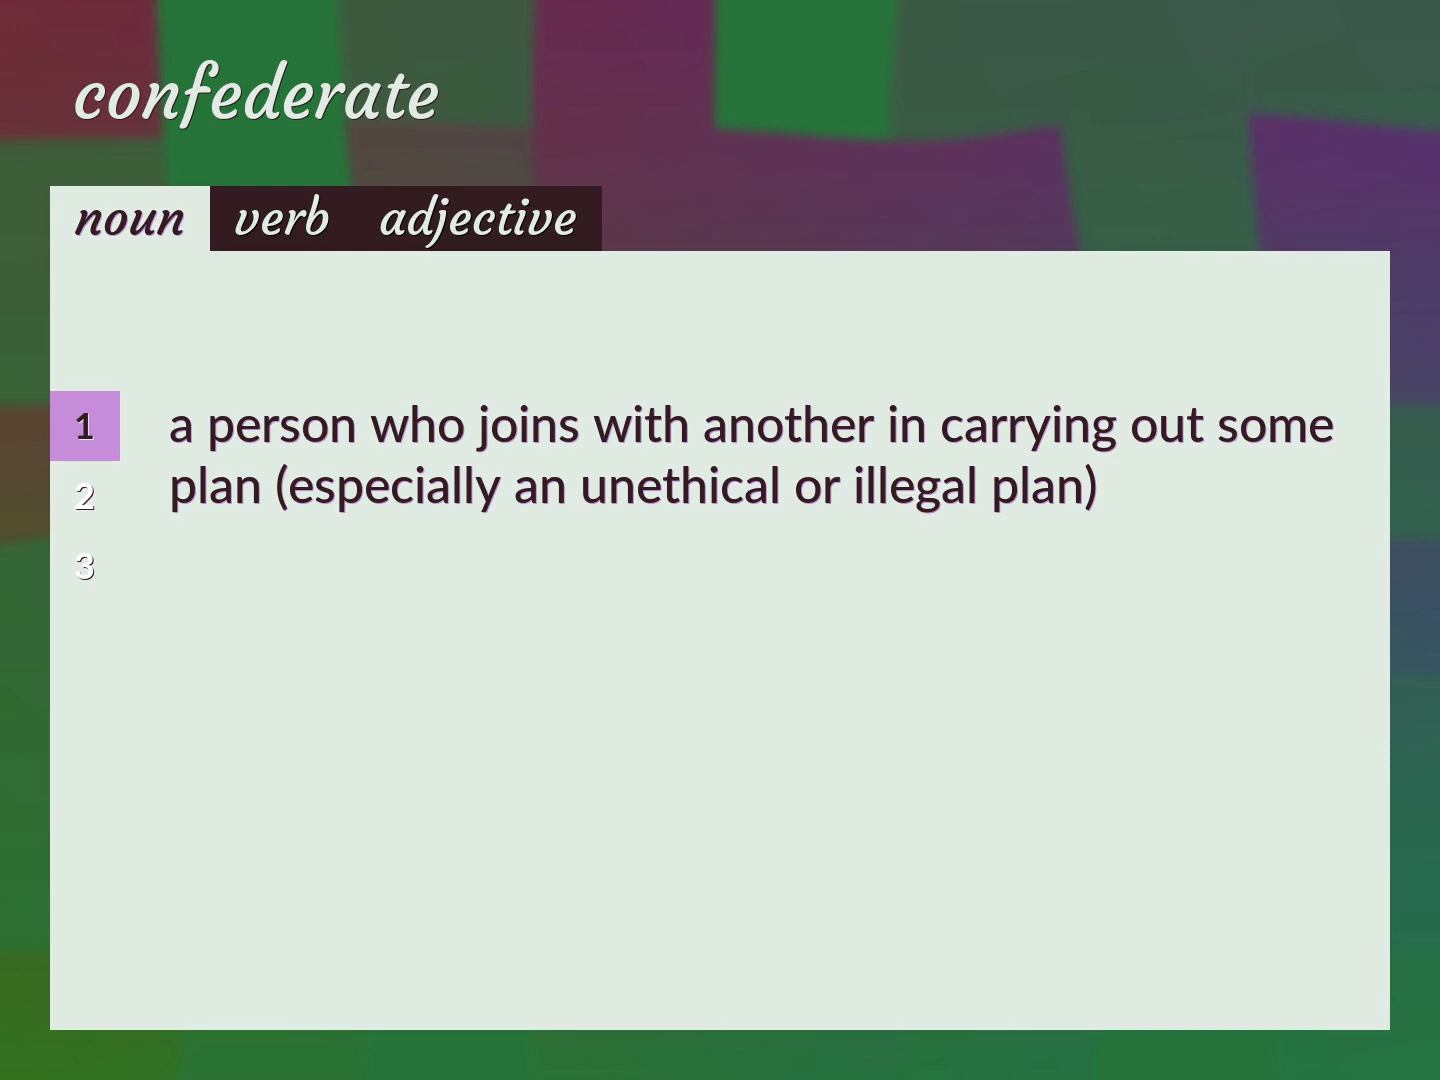 confederate
noun verb adjective
1 a person who joins with another in carrying out some
plan (especially an unethical or illegal plan)
2
3